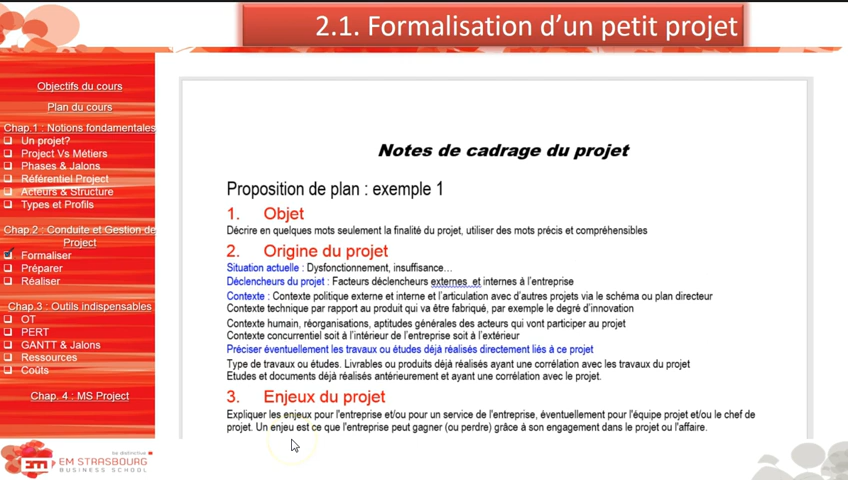 2.1. Formalisation d'un petit projet
Objectifs du cours
Plan du cours
Chap.1 : Notions fondamentales
Un projet?
Project Vs Métiers
Phases & Jalons
Référentiel Project
Acteurs & Structure
Types et Profils
Chap.2 : Conduite et Gestion de
Project
Formaliser
Préparer
Réaliser
Chap.3 : Outils indispensables
OT
PERT
GANTT & Jalons
Ressources
Coûts
Chap. 4 : MS Project
Notes de cadrage du projet
Proposition de plan : exemple 1
1. Objet
Décrire en quelques mots seulement la finalité du projet, utiliser des mots précis et compréhensibles
2. Origine du projet
Situation actuelle : Dysfonctionnement, insuffisance…
Déclencheurs du projet : Facteurs déclencheurs externes et internes à l'entreprise
Contexte : Contexte politique externe et interne et l'articulation avec d'autres projets via le schéma ou plan directeur
Contexte technique par rapport au produit qui va être fabriqué, par exemple le degré d'innovation
Contexte humain, réorganisations, aptitudes générales des acteurs qui vont participer au projet
Contexte concurrentiel soit à l'intérieur de l'entreprise soit à l'extérieur
Préciser éventuellement les travaux ou études déjà réalisés directement liés à ce projet
Type de travaux ou études. Livrables ou produits déjà réalisés ayant une corrélation avec les travaux du projet
Etudes et documents déjà réalisés antérieurement et ayant une corrélation avec le projet.
3. Enjeux du projet
Expliquer les enjeux pour l'entreprise et/ou pour un service de l'entreprise, éventuellement pour l'équipe projet et/ou le chef de
projet. Un enjeu est ce que l'entreprise peut gagner (ou perdre) grâce à son engagement dans le projet ou l'affaire.
be distinctive
em EM STRASBOURG
BUSINESS SCHOOL